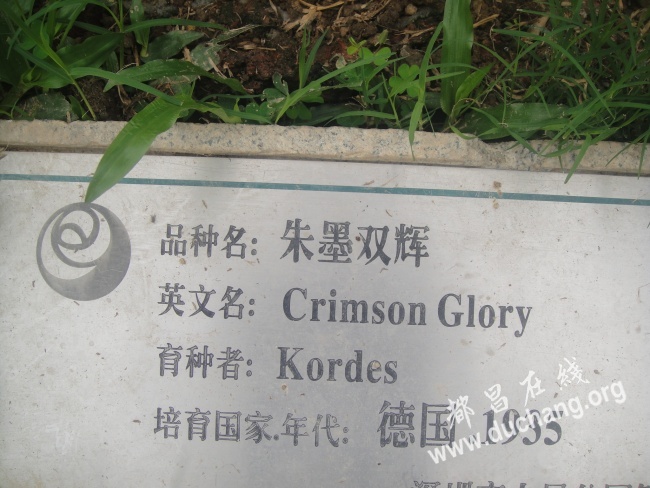 品种名: 朱墨双辉
英文名: Crimson Glory
育种者: Kordes
培育国家.年代: 德国 1935
都昌在线
www.duchang.org